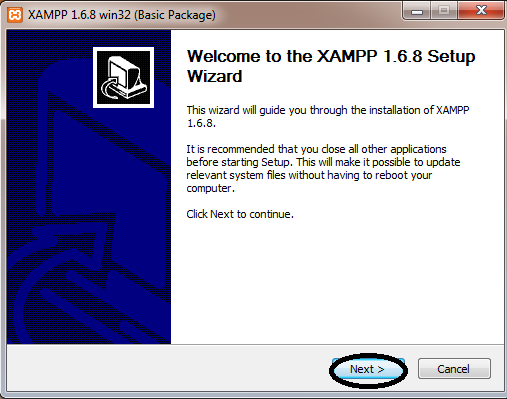 XAMPP 1.6.8 win32 (Basic Package)
Welcome to the XAMPP 1.6.8 Setup
Wizard
This wizard will guide you through the installation of XAMPP
1.6.8.
It is recommended that you close all other applications
before starting Setup. This will make it possible to update
relevant system files without having to reboot your
computer.
Click Next to continue.
Next >
Cancel